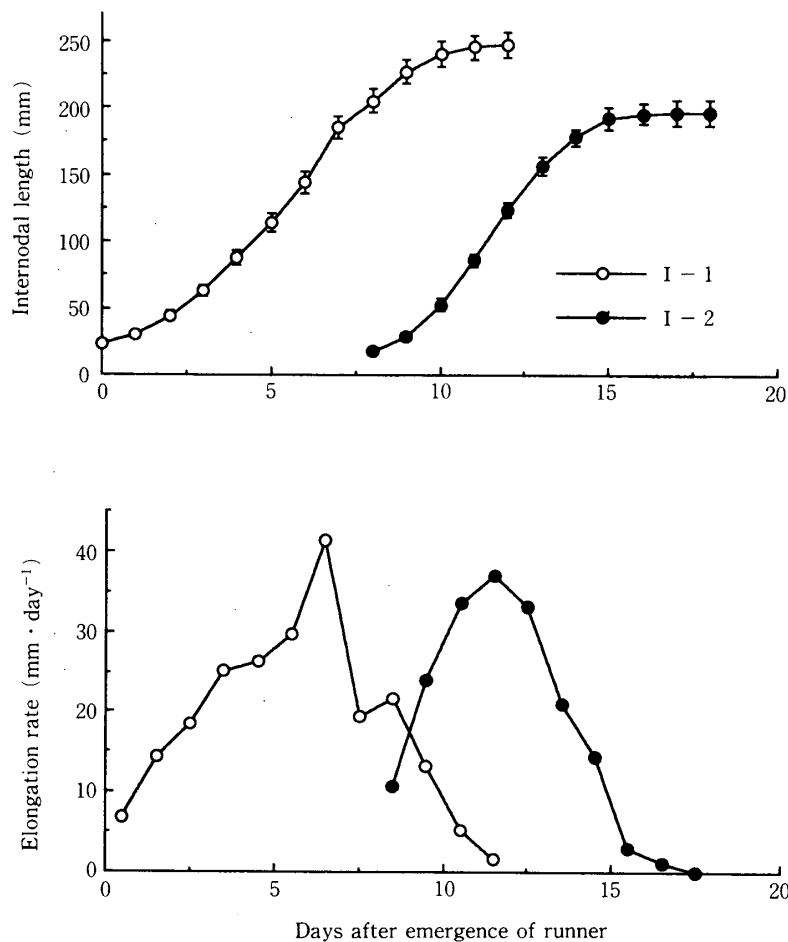 250
200
150
100
50
0
Internodal length (mm)
I－1
I－2
0 5 10 15 20
40
30
20
10
0
Elongation rate (mm・day⁻¹)
0 5 10 15 20
Days after emergence of runner